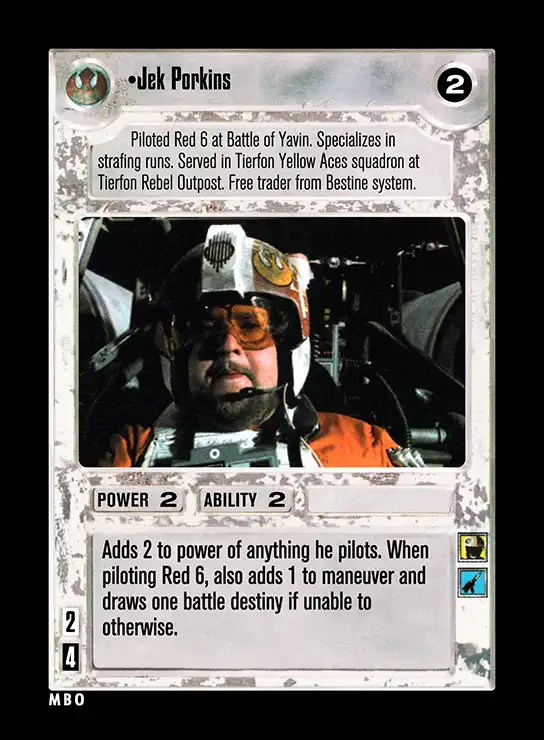 •Jek Porkins
2
Piloted Red 6 at Battle of Yavin. Specializes in
strafing runs. Served in Tierfon Yellow Aces squadron at
Tierfon Rebel Outpost. Free trader from Bestine system.
POWER 2 ABILITY 2
Adds 2 to power of anything he pilots. When
piloting Red 6, also adds 1 to maneuver and
draws one battle destiny if unable to
otherwise.
2
4
MBO